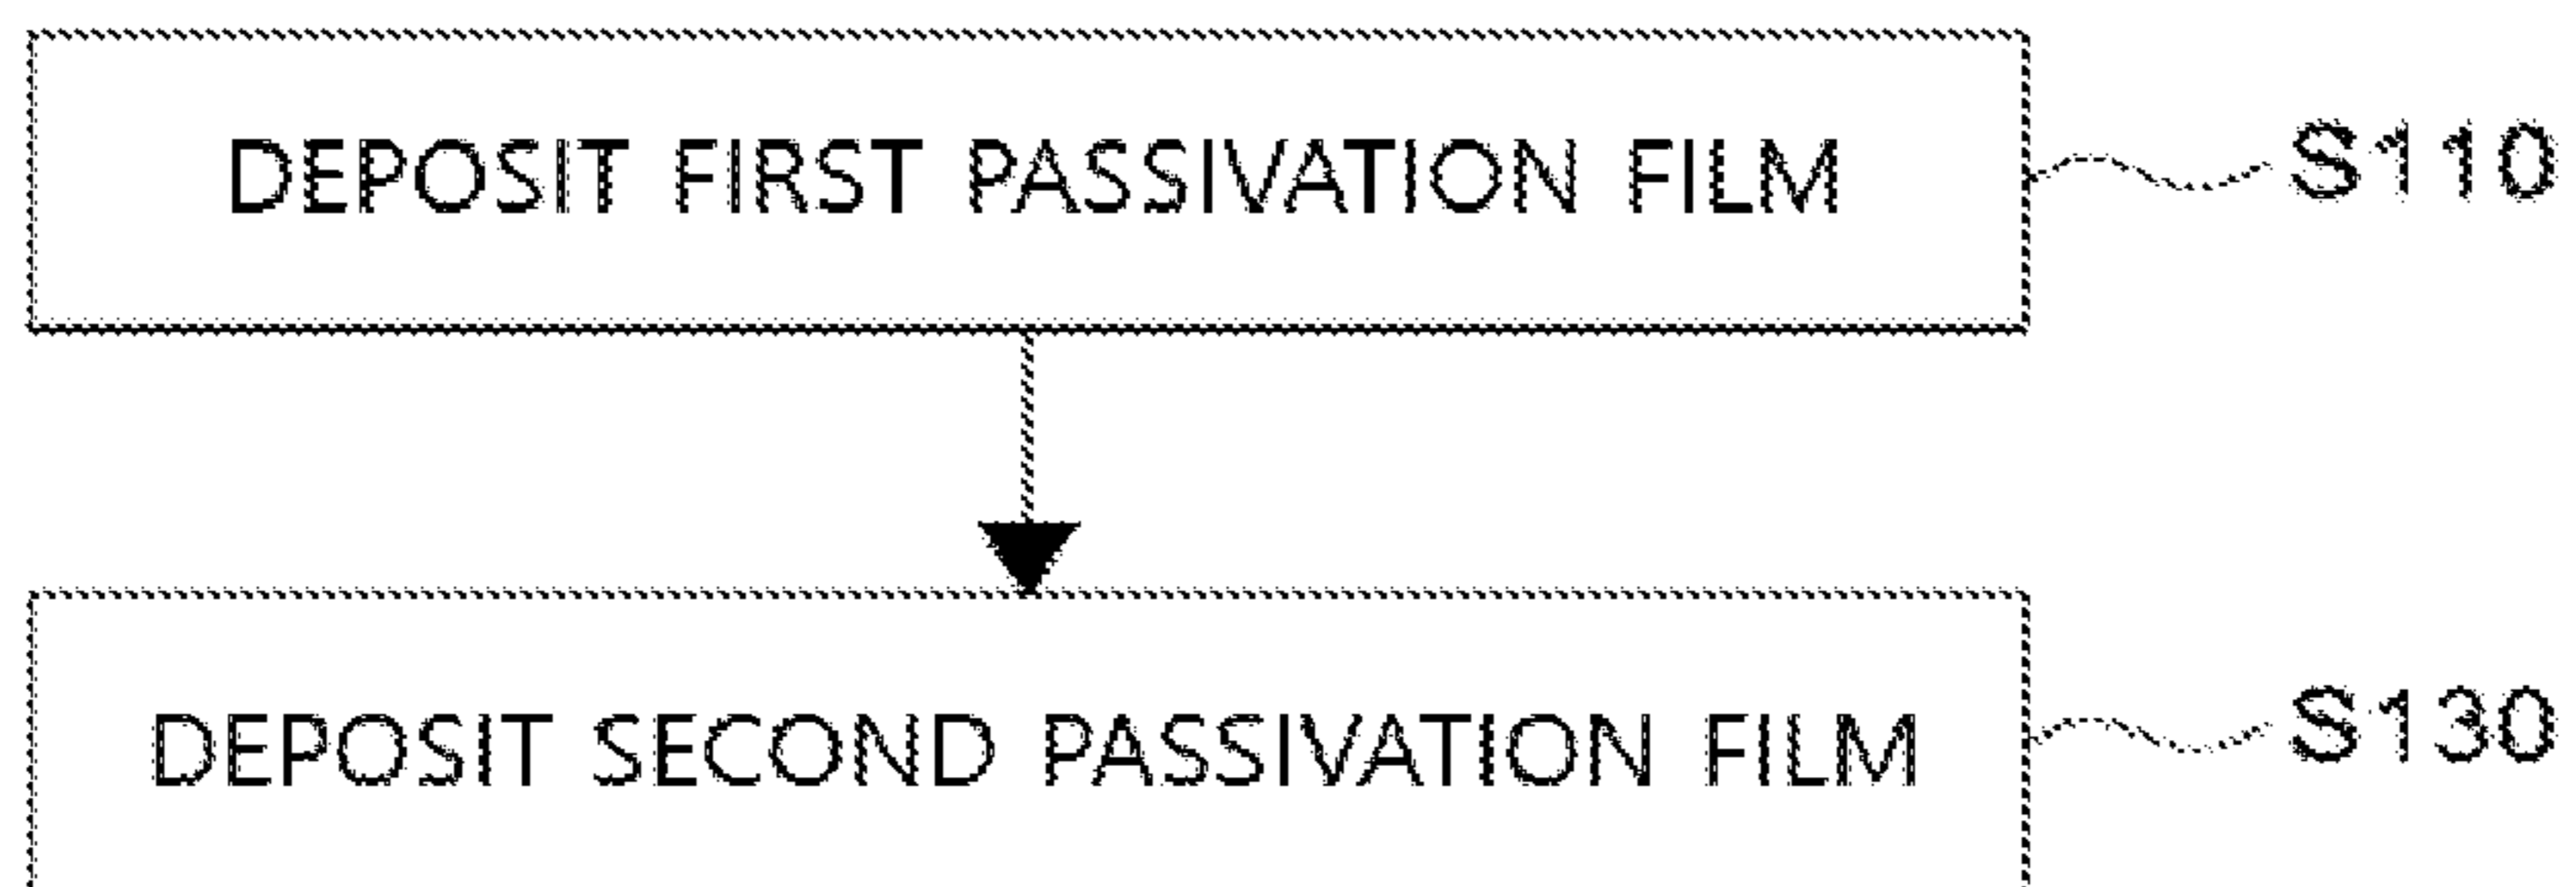 DEPOSIT FIRST PASSIVATION FILM S110
DEPOSIT SECOND PASSIVATION FILM S130